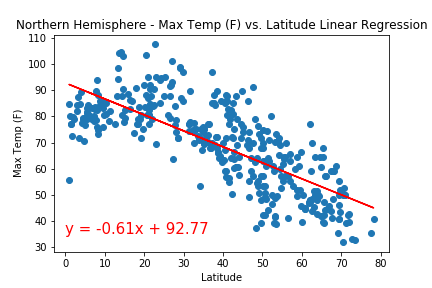 Northern Hemisphere - Max Temp (F) vs. Latitude Linear Regression
110
100
90
80
70
60
50
40
30
Max Temp (F)
y = -0.61x + 92.77
0 10 20 30 40 50 60 70 80
Latitude